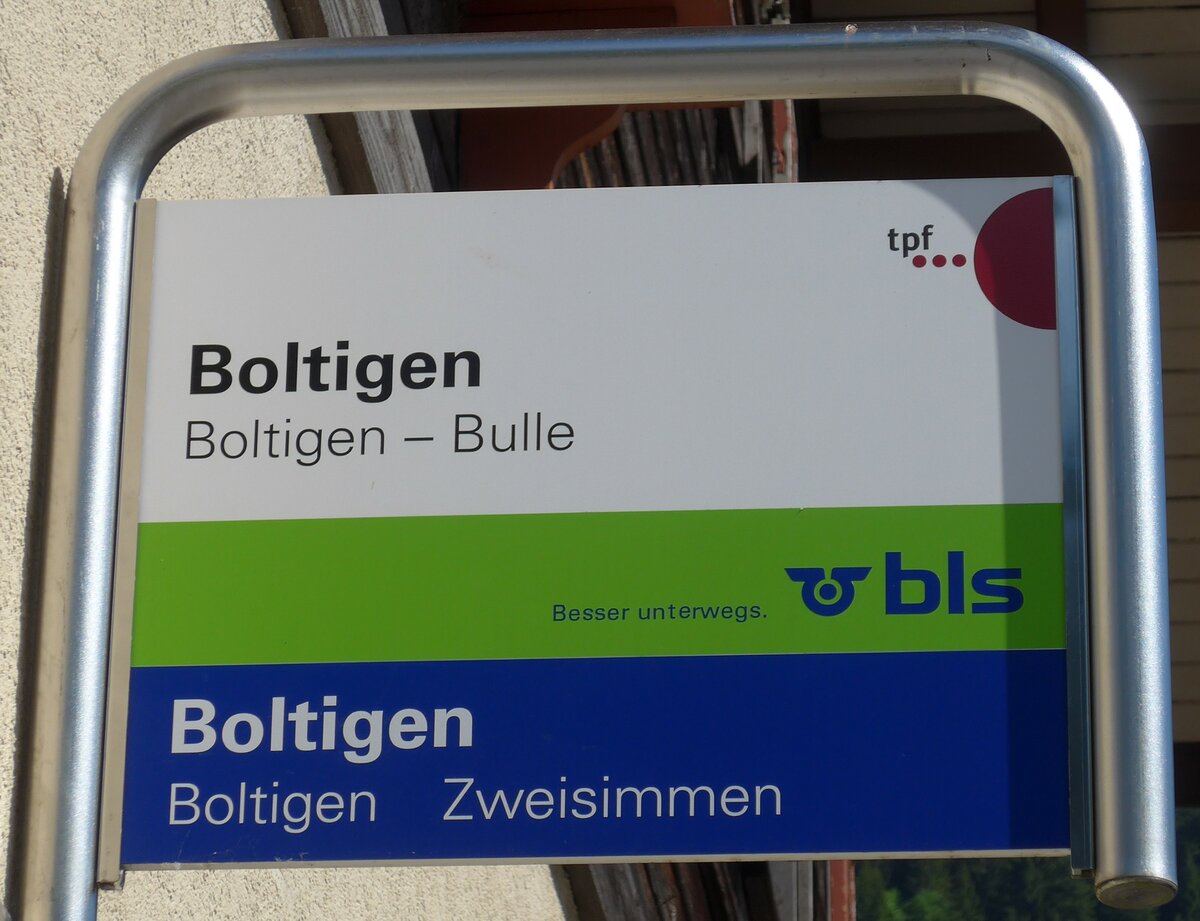 tpf
Boltigen
Boltigen – Bulle
Besser unterwegs. bls
Boltigen
Boltigen Zweisimmen